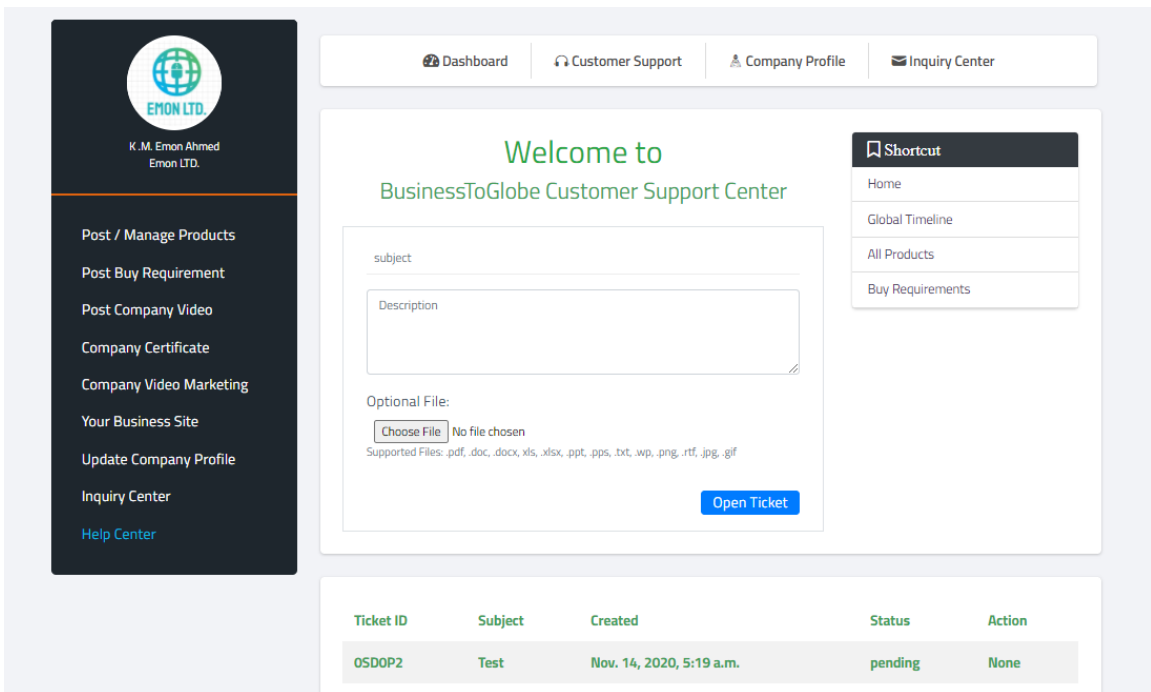 EMON LTD.
K .M. Emon Ahmed
Emon LTD.
Post / Manage Products
Post Buy Requirement
Post Company Video
Company Certificate
Company Video Marketing
Your Business Site
Update Company Profile
Inquiry Center
Help Center
Dashboard Customer Support Company Profile Inquiry Center
Welcome to
BusinessToGlobe Customer Support Center
subject
Description
Optional File:
Choose File No file chosen
Supported Files: .pdf, .doc, .docx, xls, .xlsx, .ppt, .pps, .txt, .wp, .png, .rtf, .jpg, .gif
Open Ticket
Shortcut
Home
Global Timeline
All Products
Buy Requirements
Ticket ID Subject Created Status Action
0SD0P2 Test Nov. 14, 2020, 5:19 a.m. pending None